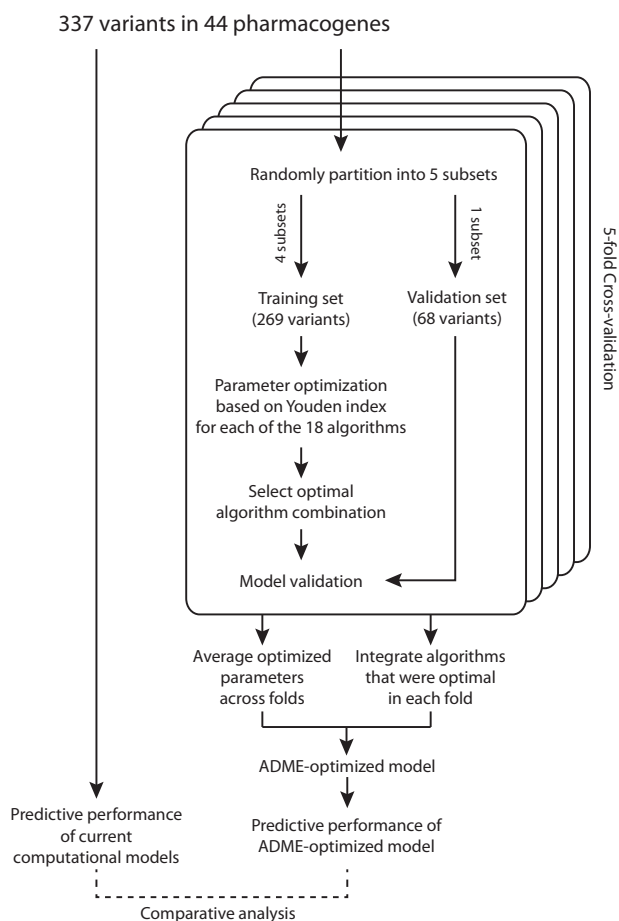 337 variants in 44 pharmacogenes
Randomly partition into 5 subsets
4 subsets
1 subset
Training set
(269 variants)
Validation set
(68 variants)
Parameter optimization
based on Youden index
for each of the 18 algorithms
Select optimal
algorithm combination
Model validation
5-fold Cross-validation
Average optimized
parameters
across folds
Integrate algorithms
that were optimal
in each fold
ADME-optimized model
Predictive performance
of current
computational models
Predictive performance of
ADME-optimized model
Comparative analysis